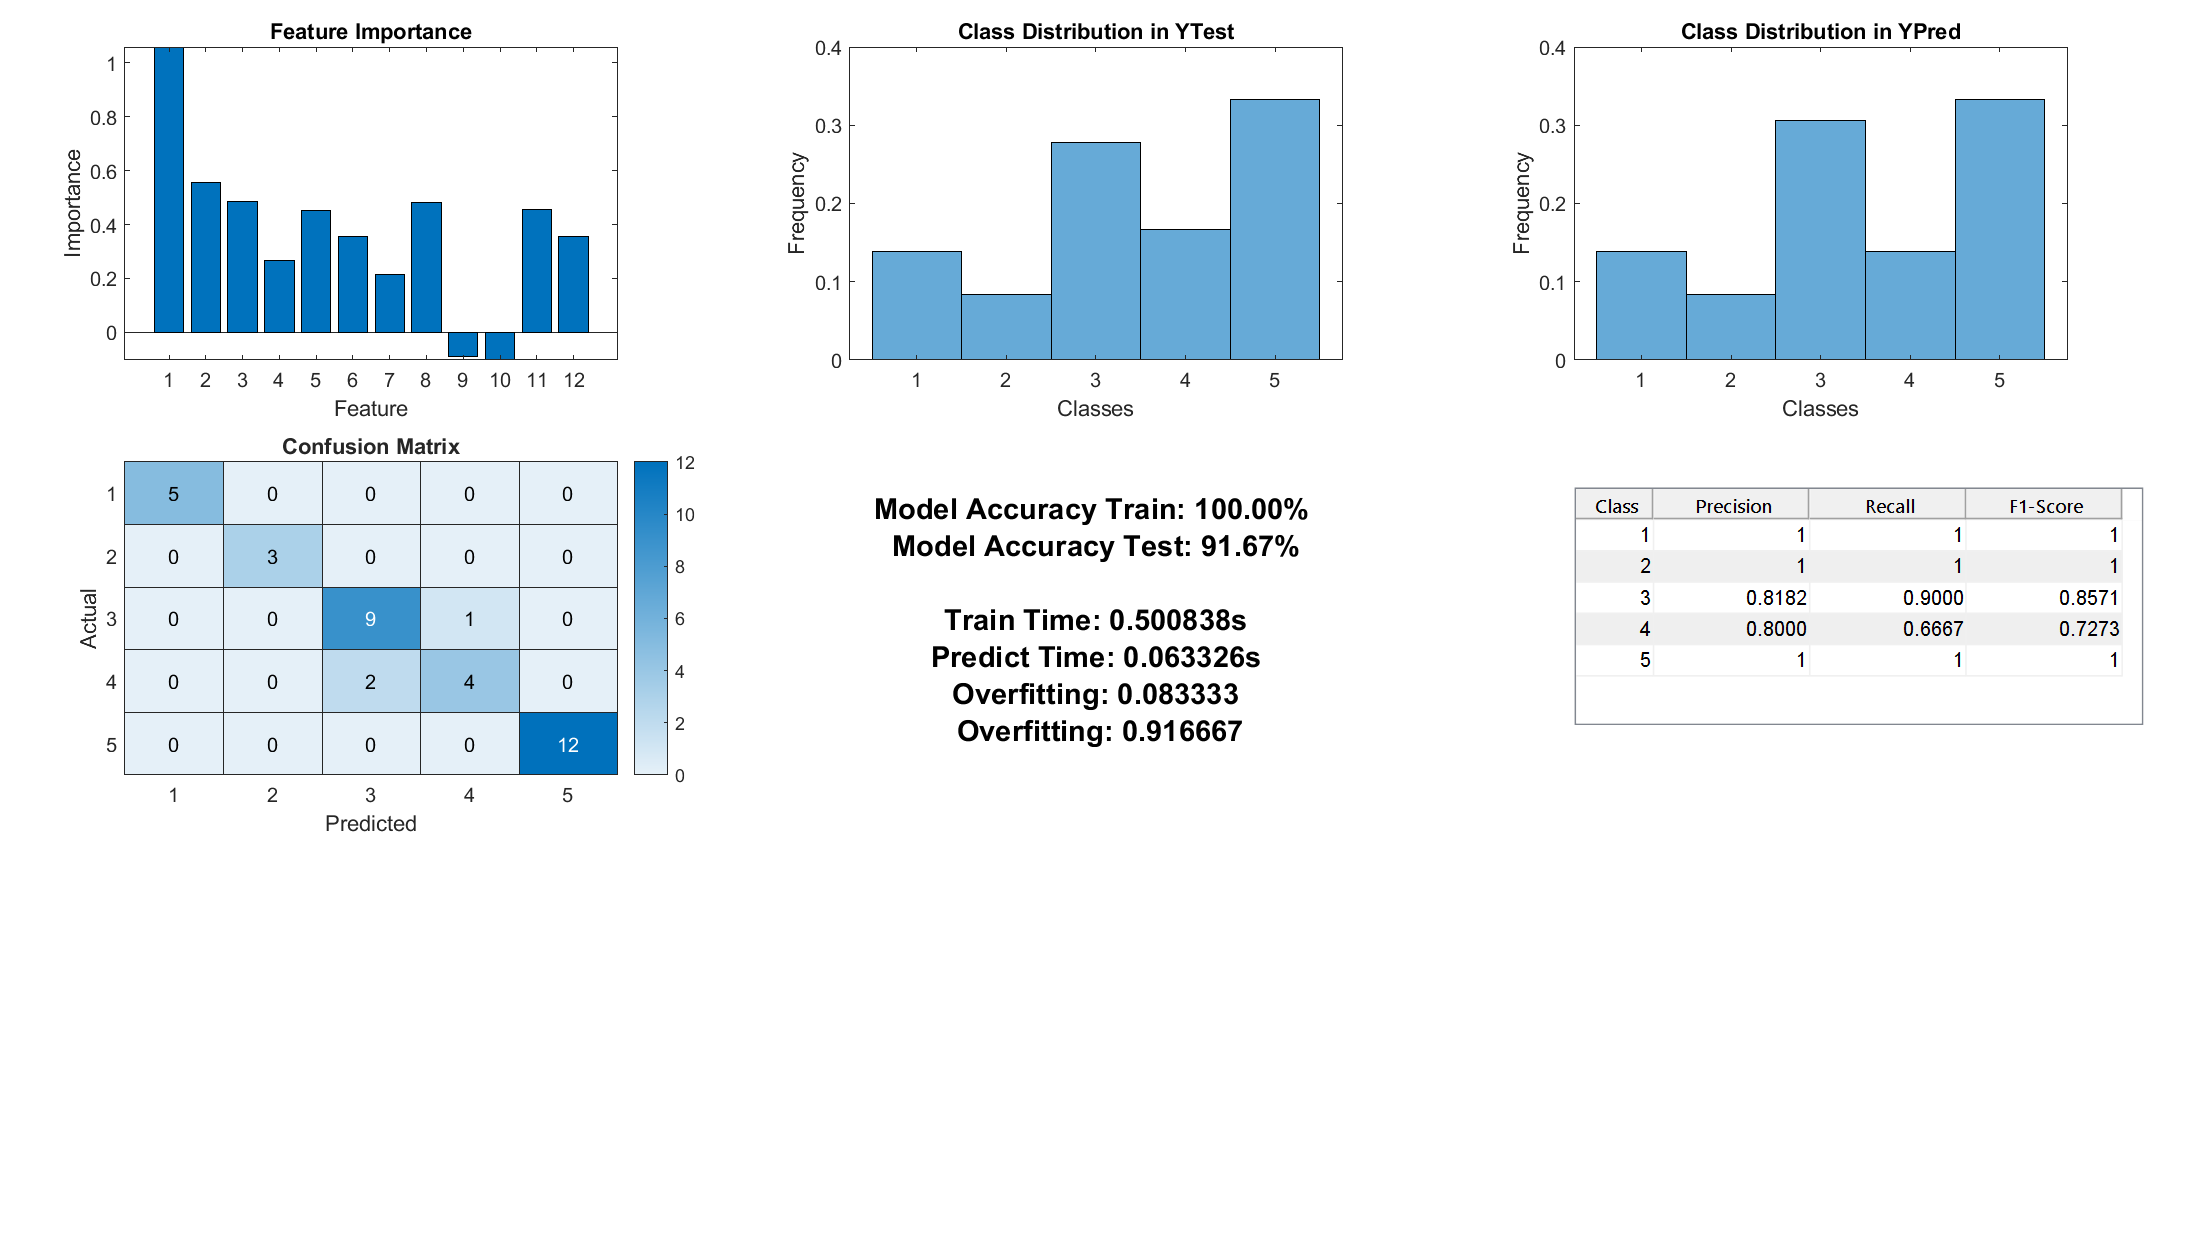 Feature Importance
1
0.8
0.6
0.4
0.2
0
Importance
1 2 3 4 5 6 7 8 9 10 11 12
Feature
Class Distribution in YTest
0.4
0.3
0.2
0.1
0
Frequency
1 2 3 4 5
Classes
Class Distribution in YPred
0.4
0.3
0.2
0.1
0
Frequency
1 2 3 4 5
Classes
Confusion Matrix
Actual
1 5 0 0 0 0
2 0 3 0 0 0
3 0 0 9 1 0
4 0 0 2 4 0
5 0 0 0 0 12
1 2 3 4 5
Predicted
12
10
8
6
4
2
0
Model Accuracy Train: 100.00%
Model Accuracy Test: 91.67%
Train Time: 0.500838s
Predict Time: 0.063326s
Overfitting: 0.083333
Overfitting: 0.916667
Class Precision Recall F1-Score
1 1 1 1
2 1 1 1
3 0.8182 0.9000 0.8571
4 0.8000 0.6667 0.7273
5 1 1 1